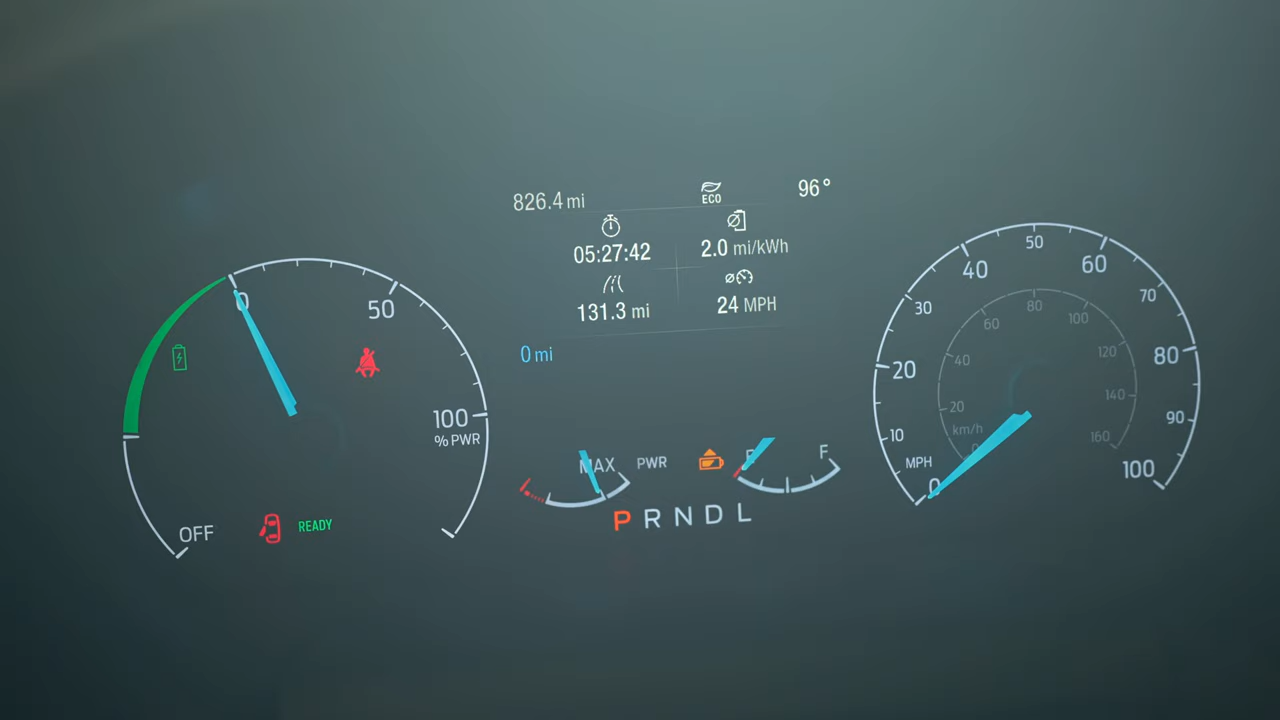 826.4 mi
ECO
96°
05:27:42
2.0 mi/kWh
131.3 mi
24 MPH
0 mi
0
50
100
% PWR
OFF
READY
MAX
PWR
F
P R N D L
0
10
20
30
40
50
60
70
80
90
100
MPH
20
40
60
80
100
120
140
160
km/h